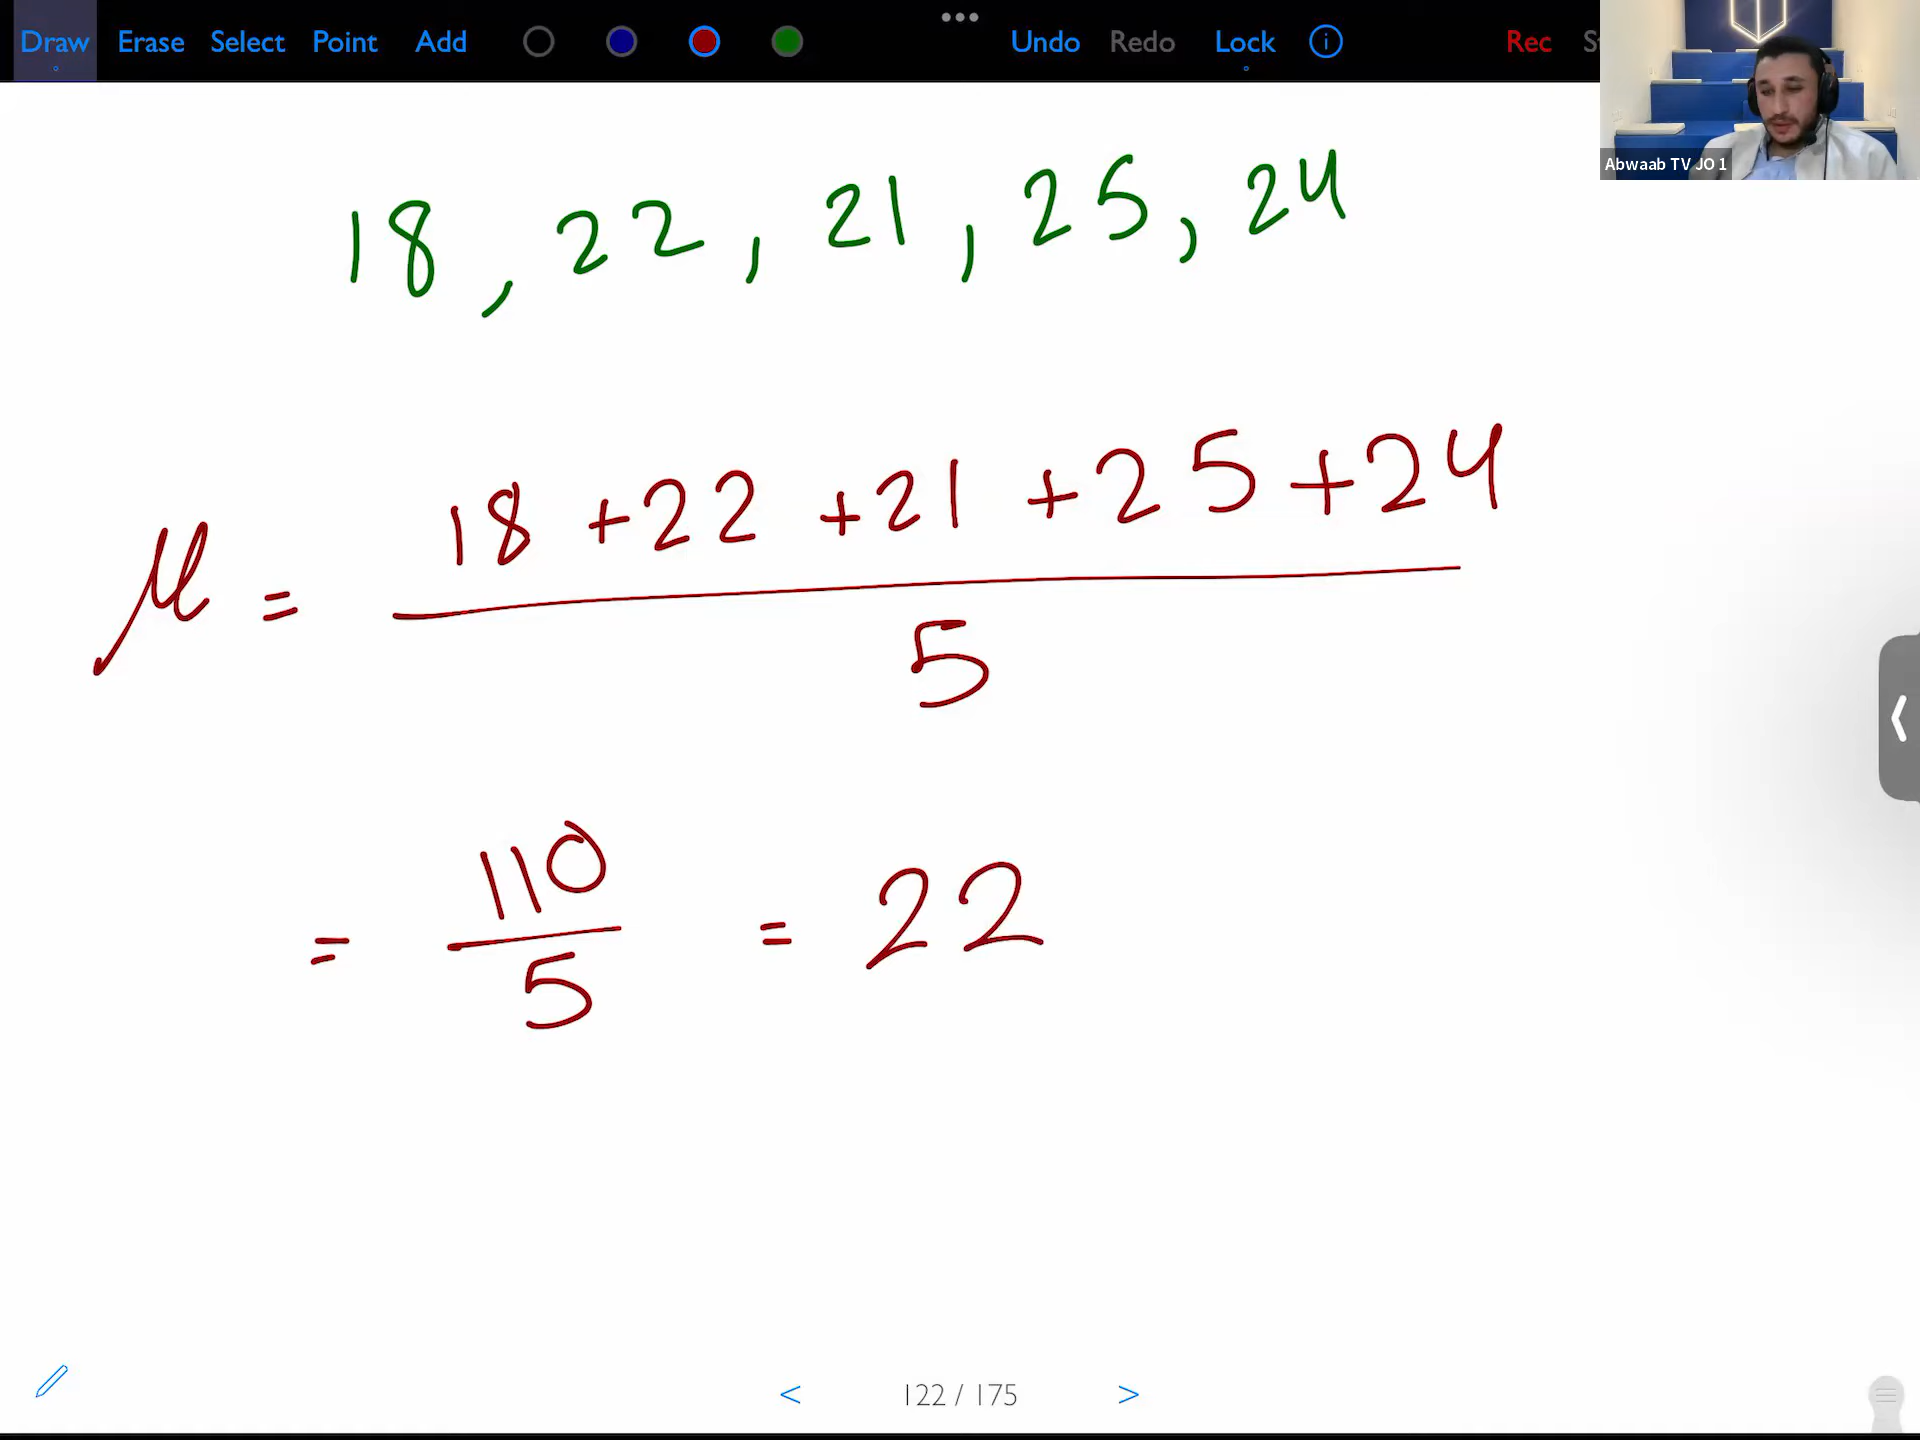 Draw Erase Select Point Add Undo Redo Lock Rec
Abwaab TV JO 1
18 , 22 , 21 , 25 , 24
18 + 22 + 21 + 25 + 24
μ =
5
110
= = 22
5
< 122 / 175 >